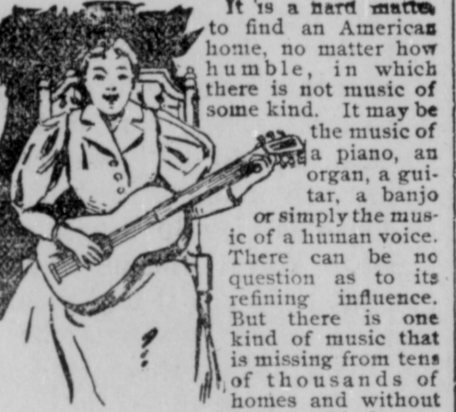 It is a hard matter
to find an American
home, no matter how
humble, in which
there is not music of
some kind. It may be
the music of
a piano, an
organ, a gui-
tar, a banjo
or simply the mus-
ic of a human voice.
There can be no
question as to its
refining influence.
But there is one
kind of music that
is missing from tens
of thousands of
homes and without